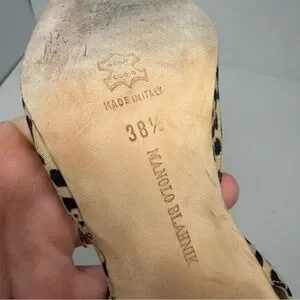 VERO
CUOIO
MADE IN ITALY
38½
MANOLO BLAHNIK